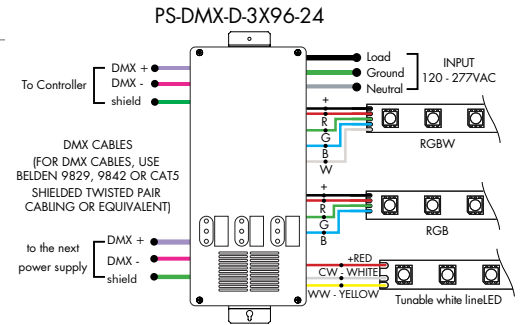 PS-DMX-D-3X96-24
To Controller
DMX +
DMX -
shield
Load
Ground
Neutral
INPUT
120 - 277VAC
+
R
G
B
W
RGBW
DMX CABLES
(FOR DMX CABLES, USE
BELDEN 9829, 9842 OR CAT5
SHIELDED TWISTED PAIR
CABLING OR EQUIVALENT)
+
R
G
B
RGB
to the next
power supply
DMX +
DMX -
shield
+RED
CW - WHITE
WW - YELLOW
Tunable white lineLED